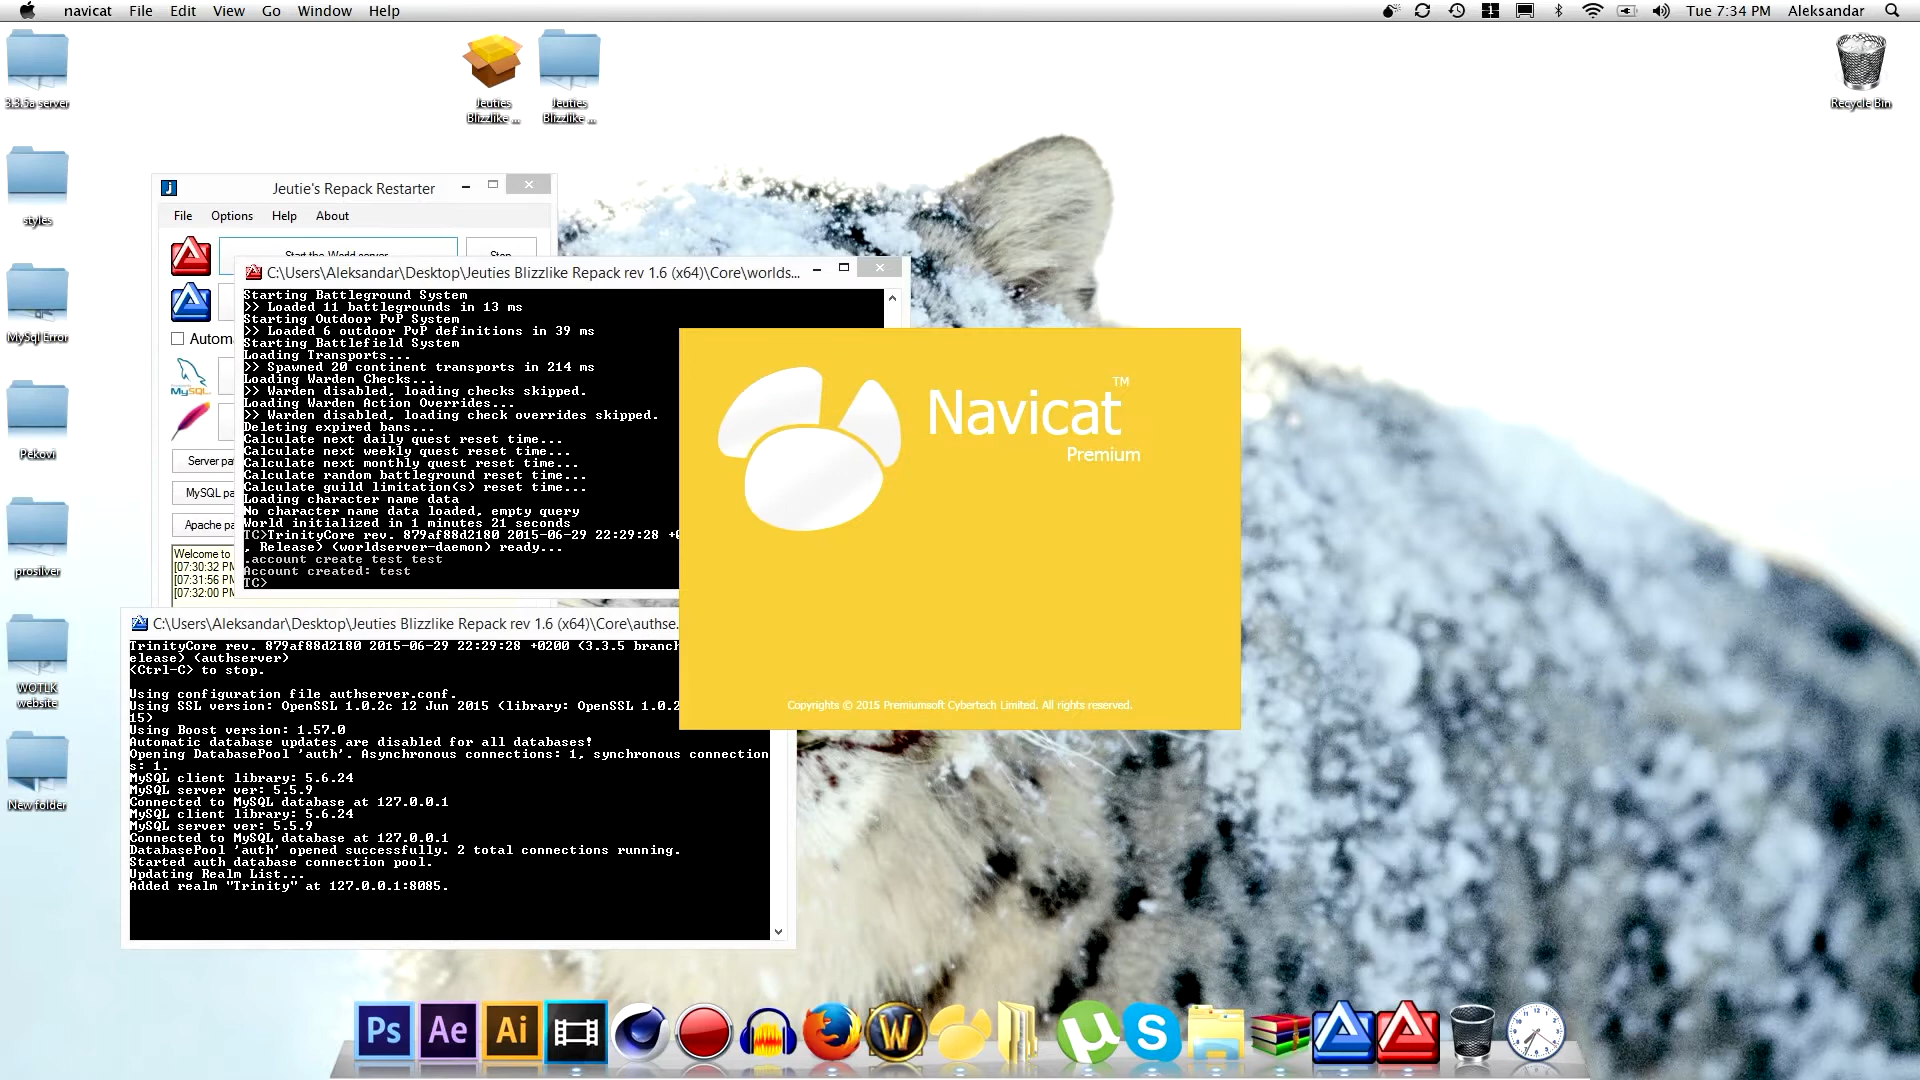 navicat File Edit View Go Window Help
1
Tue 7:34 PM Aleksandar
3.3.5a server
styles
MySql Error
Pekovi
prosilver
WOTLK
website
New folder
Jeuties
Blizzlike ...
Jeuties
Blizzlike ...
Recycle Bin
J
Jeutie's Repack Restarter
File Options Help About
Start the World server
Stop
MySQL
Server
MySQL
Apache
Welcome to
[07:30:32 PM
[07:31:56 PM
[07:32:00 PM
C:\Users\Aleksandar\Desktop\Jeuties Blizzlike Repack rev 1.6 (x64)\Core\worlds...
Starting Battleground System
>> Loaded 11 battlegrounds in 13 ms
Starting Outdoor PvP System
>> Loaded 6 outdoor PvP definitions in 39 ms
Starting Battlefield System
Loading Transports...
>> Spawned 20 continent transports in 214 ms
Loading Warden Checks...
>> Warden disabled, loading checks skipped.
Loading Warden Action Overrides...
>> Warden disabled, loading check overrides skipped.
Deleting expired bans...
Calculate next daily quest reset time...
Calculate next weekly quest reset time...
Calculate next monthly quest reset time...
Calculate random battleground reset time...
Calculate guild limitation(s) reset time...
Loading character name data
No character name data loaded, empty query
World initialized in 1 minutes 21 seconds
TC>TrinityCore rev. 879af88d2180 2015-06-29 22:29:28
, Release) (worldserver-daemon) ready...
.account create test test
Account created: test
TC>
C:\Users\Aleksandar\Desktop\Jeuties Blizzlike Repack rev 1.6 (x64)\Core\authse.
TrinityCore rev. 879af88d2180 2015-06-29 22:29:28 +0200 (3.3.5 branch
elease) (authserver)
<Ctrl-C> to stop.
Using configuration file authserver.conf.
Using SSL version: OpenSSL 1.0.2c 12 Jun 2015 (library: OpenSSL 1.0.2
15)
Using Boost version: 1.57.0
Automatic database updates are disabled for all databases!
Opening DatabasePool 'auth'. Asynchronous connections: 1, synchronous connection
s: 1.
MySQL client library: 5.6.24
MySQL server ver: 5.5.9
Connected to MySQL database at 127.0.0.1
MySQL client library: 5.6.24
MySQL server ver: 5.5.9
Connected to MySQL database at 127.0.0.1
DatabasePool 'auth' opened successfully. 2 total connections running.
Started auth database connection pool.
Updating Realm List...
Added realm "Trinity" at 127.0.0.1:8085.
Navicat™
Premium
Copyrights © 2015 Premiumsoft Cybertech Limited. All rights reserved.
Ps Ae Ai W µ S